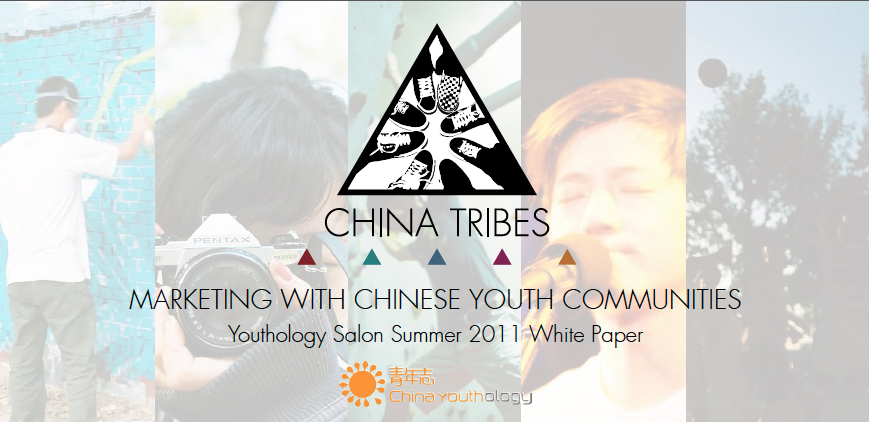 CHINA TRIBES
PENTAX
MARKETING WITH CHINESE YOUTH COMMUNITIES
Youthology Salon Summer 2011 White Paper
青年志
China youthology